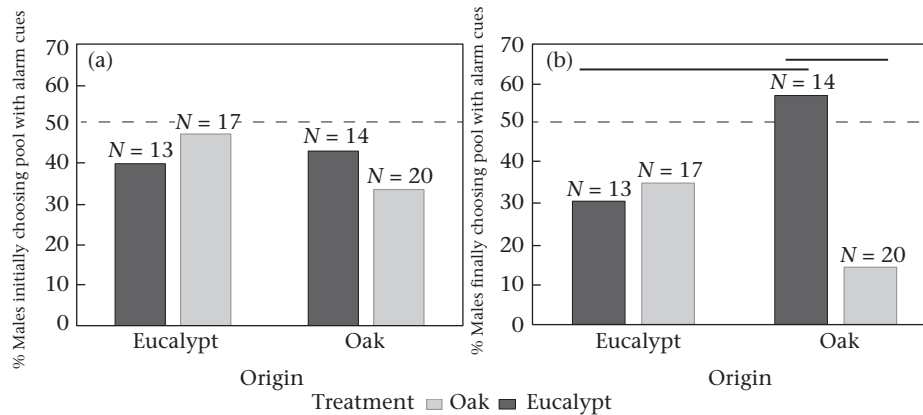 % Males initially choosing pool with alarm cues
70
60
50
40
30
20
10
0
(a)
N = 13
N = 17
N = 14
N = 20
Eucalypt
Oak
Origin
% Males finally choosing pool with alarm cues
70
60
50
40
30
20
10
0
(b)
N = 13
N = 17
N = 14
N = 20
Eucalypt
Oak
Origin
Treatment Oak Eucalypt